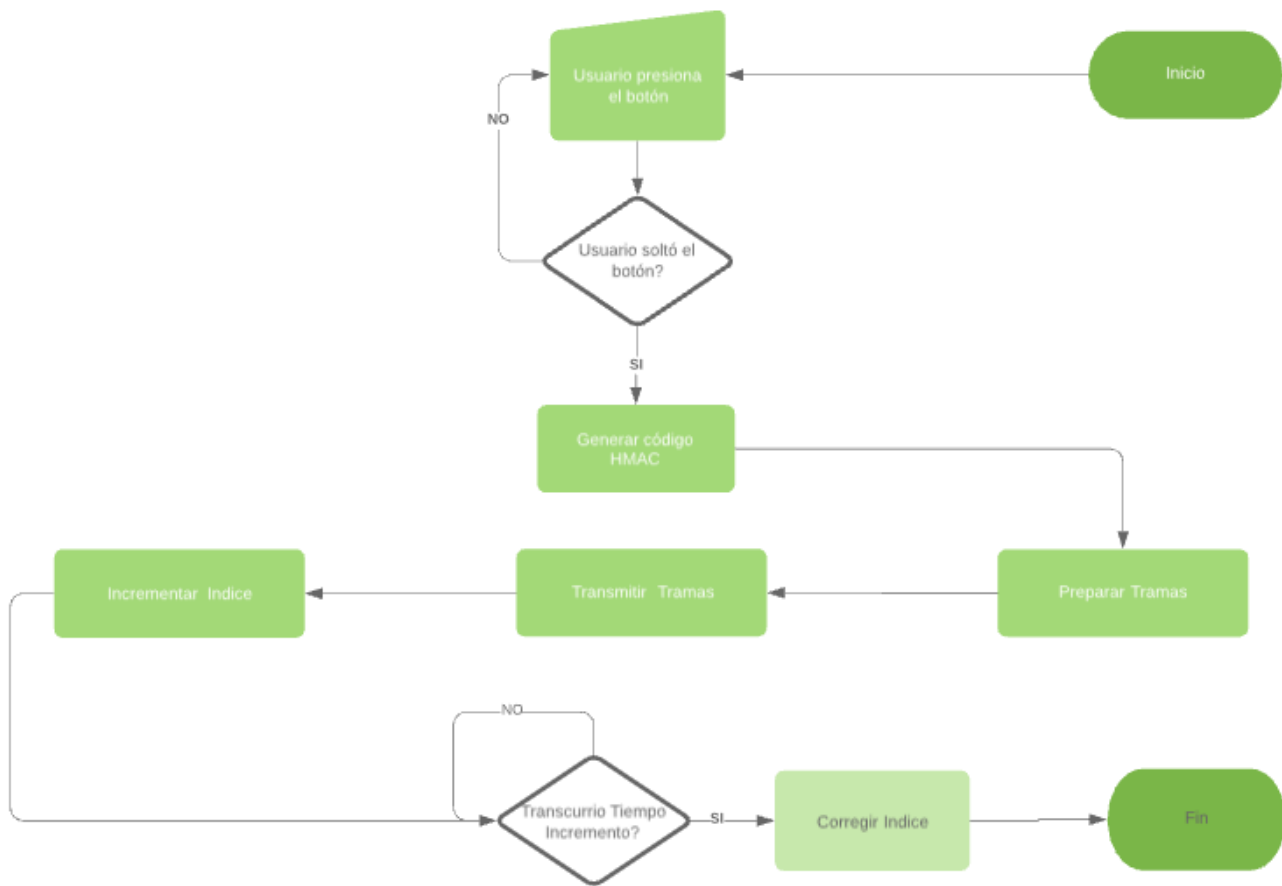 Inicio
Usuario presiona
el botón
NO
Usuario soltó el
botón?
SI
Generar código
HMAC
Preparar Tramas
Transmitir Tramas
Incrementar Indice
NO
Transcurrio Tiempo
Incremento?
SI
Corregir Indice
Fin